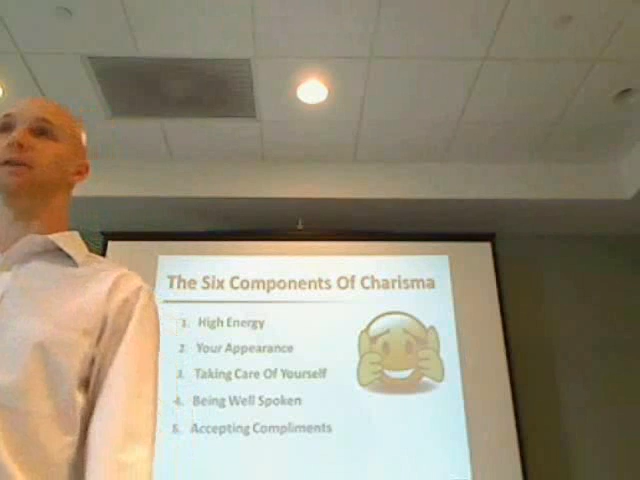 The Six Components Of Charisma
1. High Energy
2. Your Appearance
3. Taking Care Of Yourself
4. Being Well Spoken
5. Accepting Compliments